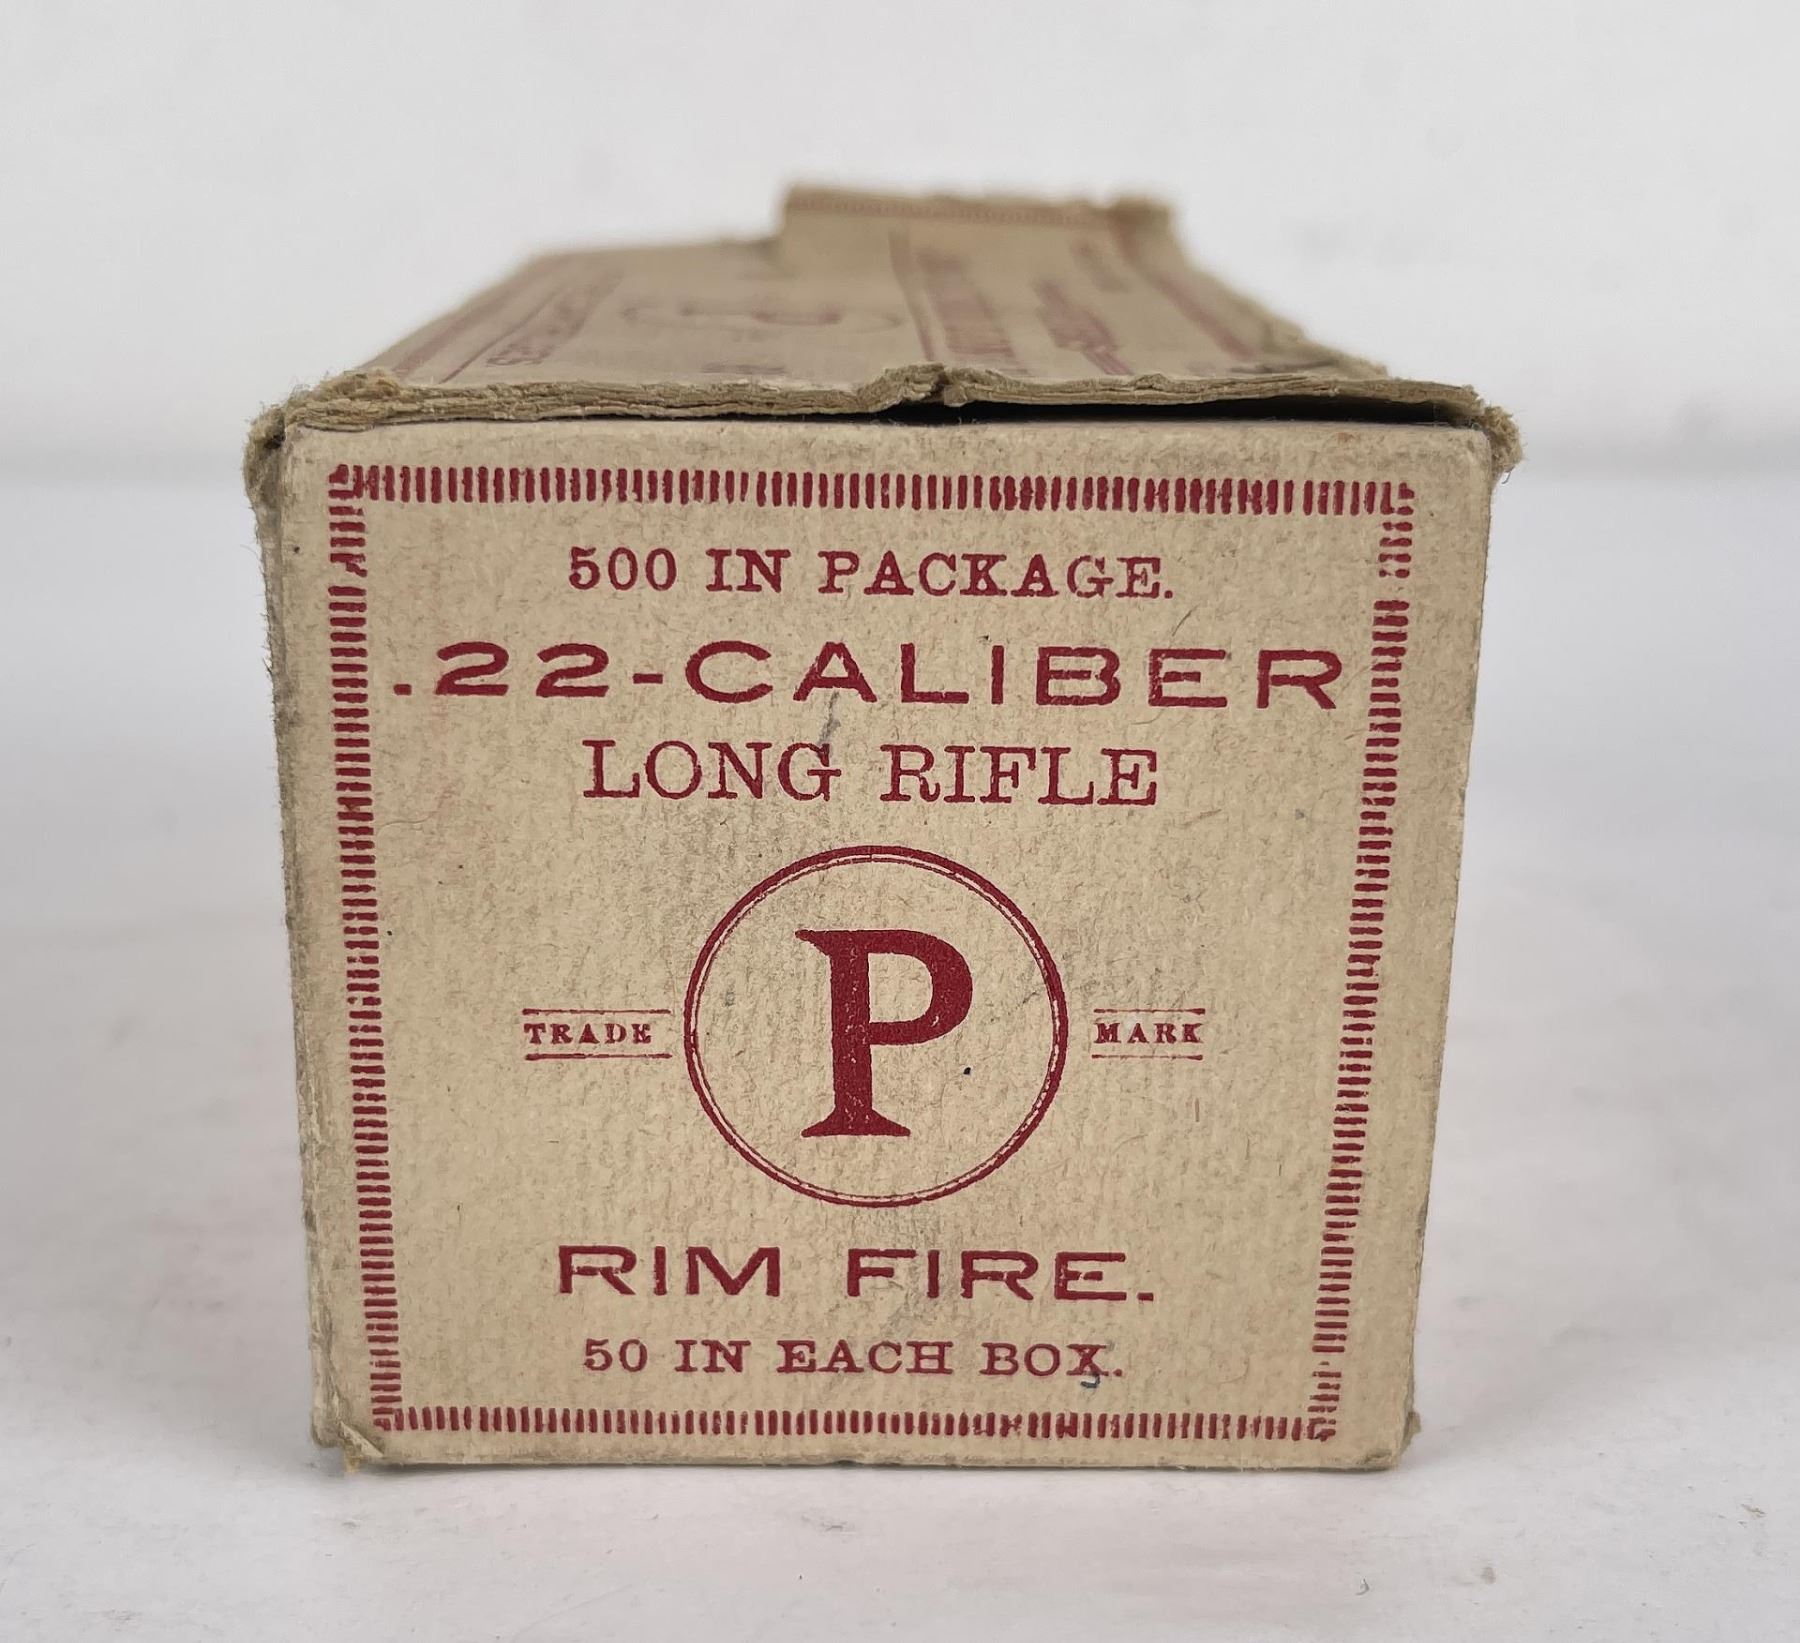 500 IN PACKAGE.
.22-CALIBER
LONG RIFLE
TRADE P MARK
RIM FIRE.
50 IN EACH BOX.